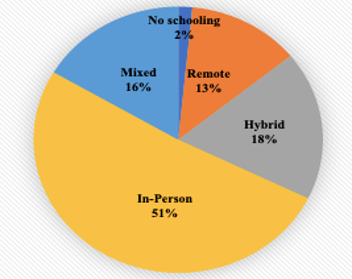 No schooling
2%
Mixed
16%
Remote
13%
Hybrid
18%
In-Person
51%